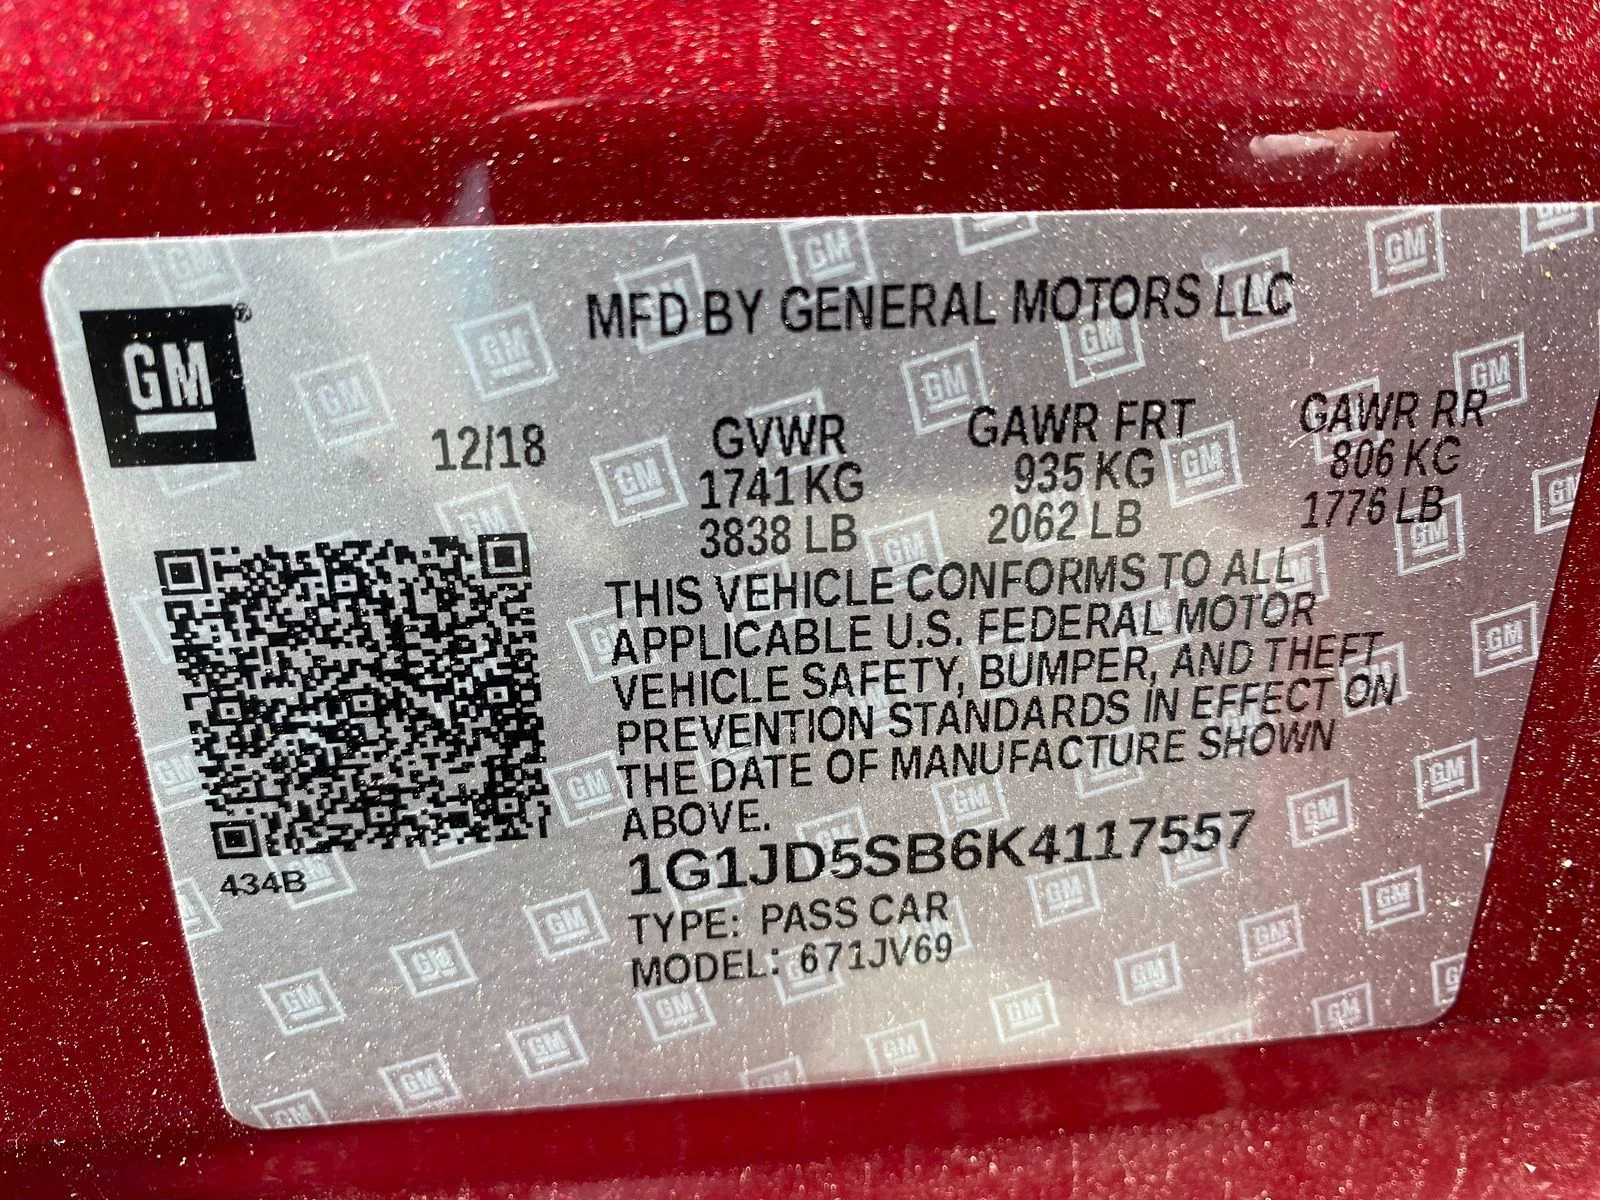 MFD BY GENERAL MOTORS LLC
GM®
12/18
GVWR GAWR FRT GAWR RR
1741 KG 935 KG 806 KG
3838 LB 2062 LB 1776 LB
THIS VEHICLE CONFORMS TO ALL
APPLICABLE U.S. FEDERAL MOTOR
VEHICLE SAFETY, BUMPER, AND THEFT
PREVENTION STANDARDS IN EFFECT ON
THE DATE OF MANUFACTURE SHOWN
ABOVE.
434B
1G1JD5SB6K4117557
TYPE: PASS CAR
MODEL: 671JV69